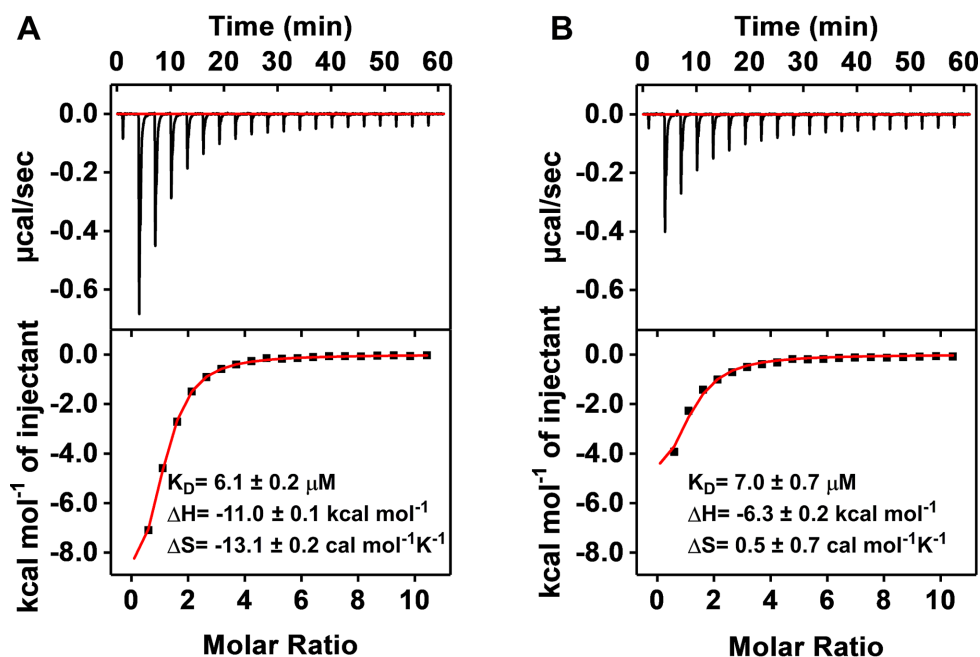 A
Time (min)
0 10 20 30 40 50 60
µcal/sec
0.0
-0.2
-0.4
-0.6
kcal mol⁻¹ of injectant
0.0
-2.0
-4.0
-6.0
-8.0
K_D= 6.1 ± 0.2 µM
ΔH= -11.0 ± 0.1 kcal mol⁻¹
ΔS= -13.1 ± 0.2 cal mol⁻¹K⁻¹
0 2 4 6 8 10
Molar Ratio
B
Time (min)
0 10 20 30 40 50 60
µcal/sec
0.0
-0.2
-0.4
-0.6
kcal mol⁻¹ of injectant
0.0
-2.0
-4.0
-6.0
-8.0
K_D= 7.0 ± 0.7 µM
ΔH= -6.3 ± 0.2 kcal mol⁻¹
ΔS= 0.5 ± 0.7 cal mol⁻¹K⁻¹
0 2 4 6 8 10
Molar Ratio